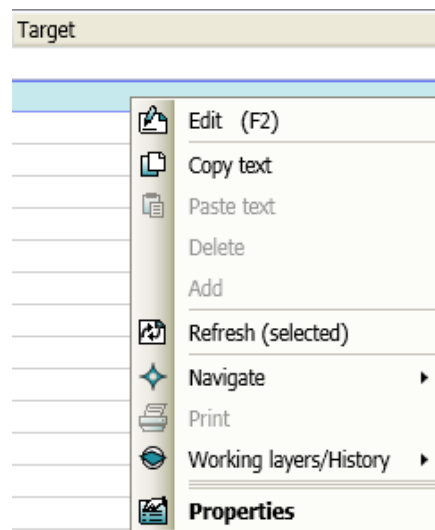 Target
Edit (F2)
Copy text
Paste text
Delete
Add
Refresh (selected)
Navigate
Print
Working layers/History
Properties